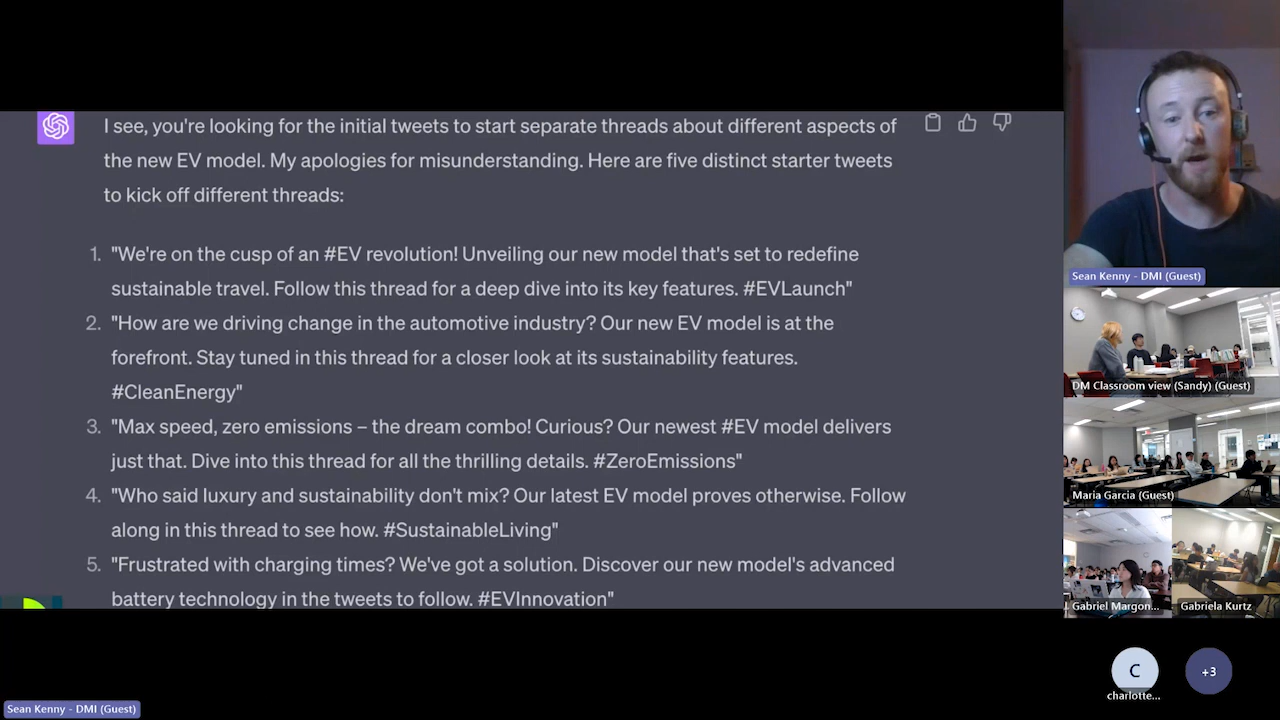 I see, you're looking for the initial tweets to start separate threads about different aspects of
the new EV model. My apologies for misunderstanding. Here are five distinct starter tweets
to kick off different threads:
1. "We're on the cusp of an #EV revolution! Unveiling our new model that's set to redefine
sustainable travel. Follow this thread for a deep dive into its key features. #EVLaunch"
2. "How are we driving change in the automotive industry? Our new EV model is at the
forefront. Stay tuned in this thread for a closer look at its sustainability features.
#CleanEnergy"
3. "Max speed, zero emissions – the dream combo! Curious? Our newest #EV model delivers
just that. Dive into this thread for all the thrilling details. #ZeroEmissions"
4. "Who said luxury and sustainability don't mix? Our latest EV model proves otherwise. Follow
along in this thread to see how. #SustainableLiving"
5. "Frustrated with charging times? We've got a solution. Discover our new model's advanced
battery technology in the tweets to follow. #EVInnovation"
Sean Kenny - DMI (Guest)
DM Classroom view (Sandy) (Guest)
Maria Garcia (Guest)
Gabriel Margon...
Gabriela Kurtz
C
charlotte...
+3
Sean Kenny - DMI (Guest)